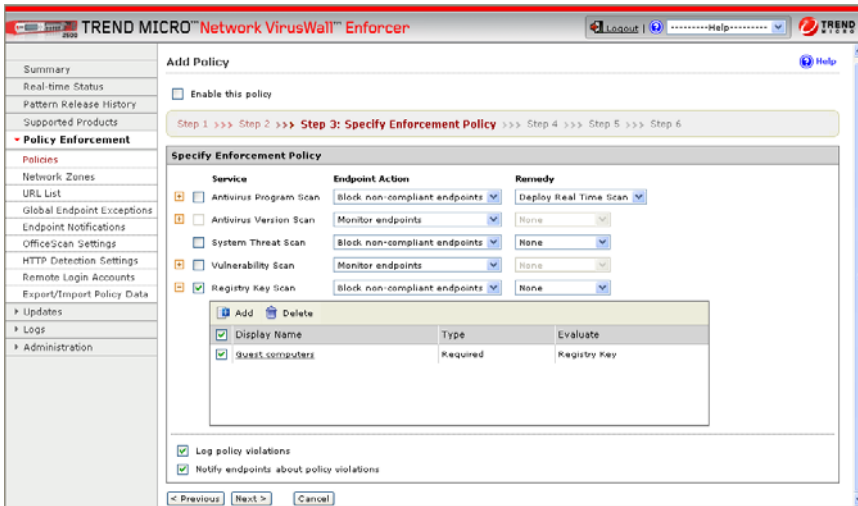 2500 TREND MICRO™ Network VirusWall™ Enforcer
Logout | ---------Help---------
TREND MICRO
Summary
Real-time Status
Pattern Release History
Supported Products
Policy Enforcement
Policies
Network Zones
URL List
Global Endpoint Exceptions
Endpoint Notifications
OfficeScan Settings
HTTP Detection Settings
Remote Login Accounts
Export/Import Policy Data
Updates
Logs
Administration
Add Policy
Help
Enable this policy
Step 1 >>> Step 2 >>> Step 3: Specify Enforcement Policy >>> Step 4 >>> Step 5 >>> Step 6
Specify Enforcement Policy
Service Endpoint Action Remedy
Antivirus Program Scan Block non-compliant endpoints Deploy Real Time Scan
Antivirus Version Scan Monitor endpoints None
System Threat Scan Block non-compliant endpoints None
Vulnerability Scan Monitor endpoints None
Registry Key Scan Block non-compliant endpoints None
Add Delete
Display Name Type Evaluate
Guest computers Required Registry Key
Log policy violations
Notify endpoints about policy violations
< Previous Next > Cancel